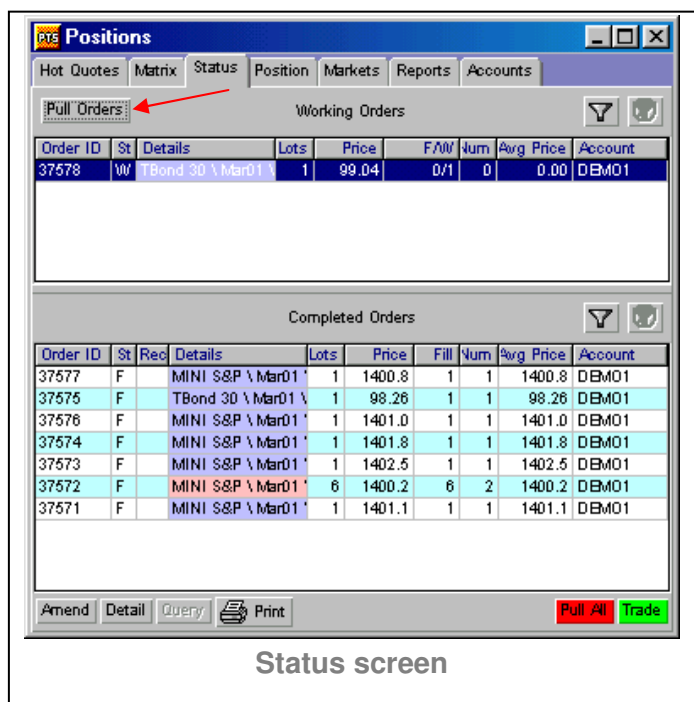 PTS Positions
Hot Quotes Matrix Status Position Markets Reports Accounts
Pull Orders Working Orders
Order ID St Details Lots Price F/W Num Avg Price Account
37578 W TBond 30 \ Mar01 \ 1 99.04 0/1 0 0.00 DEMO1
Completed Orders
Order ID St Rec Details Lots Price Fill Num Avg Price Account
37577 F MINI S&P \ Mar01 ' 1 1400.8 1 1 1400.8 DEMO1
37575 F TBond 30 \ Mar01 \ 1 98.26 1 1 98.26 DEMO1
37576 F MINI S&P \ Mar01 ' 1 1401.0 1 1 1401.0 DEMO1
37574 F MINI S&P \ Mar01 ' 1 1401.8 1 1 1401.8 DEMO1
37573 F MINI S&P \ Mar01 ' 1 1402.5 1 1 1402.5 DEMO1
37572 F MINI S&P \ Mar01 ' 6 1400.2 6 2 1400.2 DEMO1
37571 F MINI S&P \ Mar01 ' 1 1401.1 1 1 1401.1 DEMO1
Amend Detail Query Print Pull All Trade
Status screen